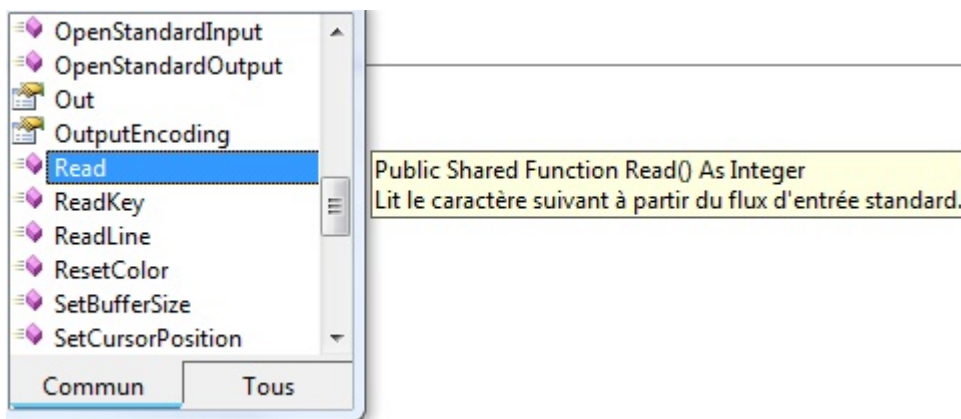 OpenStandardInput
OpenStandardOutput
Out
OutputEncoding
Read
ReadKey
ReadLine
ResetColor
SetBufferSize
SetCursorPosition
Commun Tous
Public Shared Function Read() As Integer
Lit le caractère suivant à partir du flux d'entrée standard.